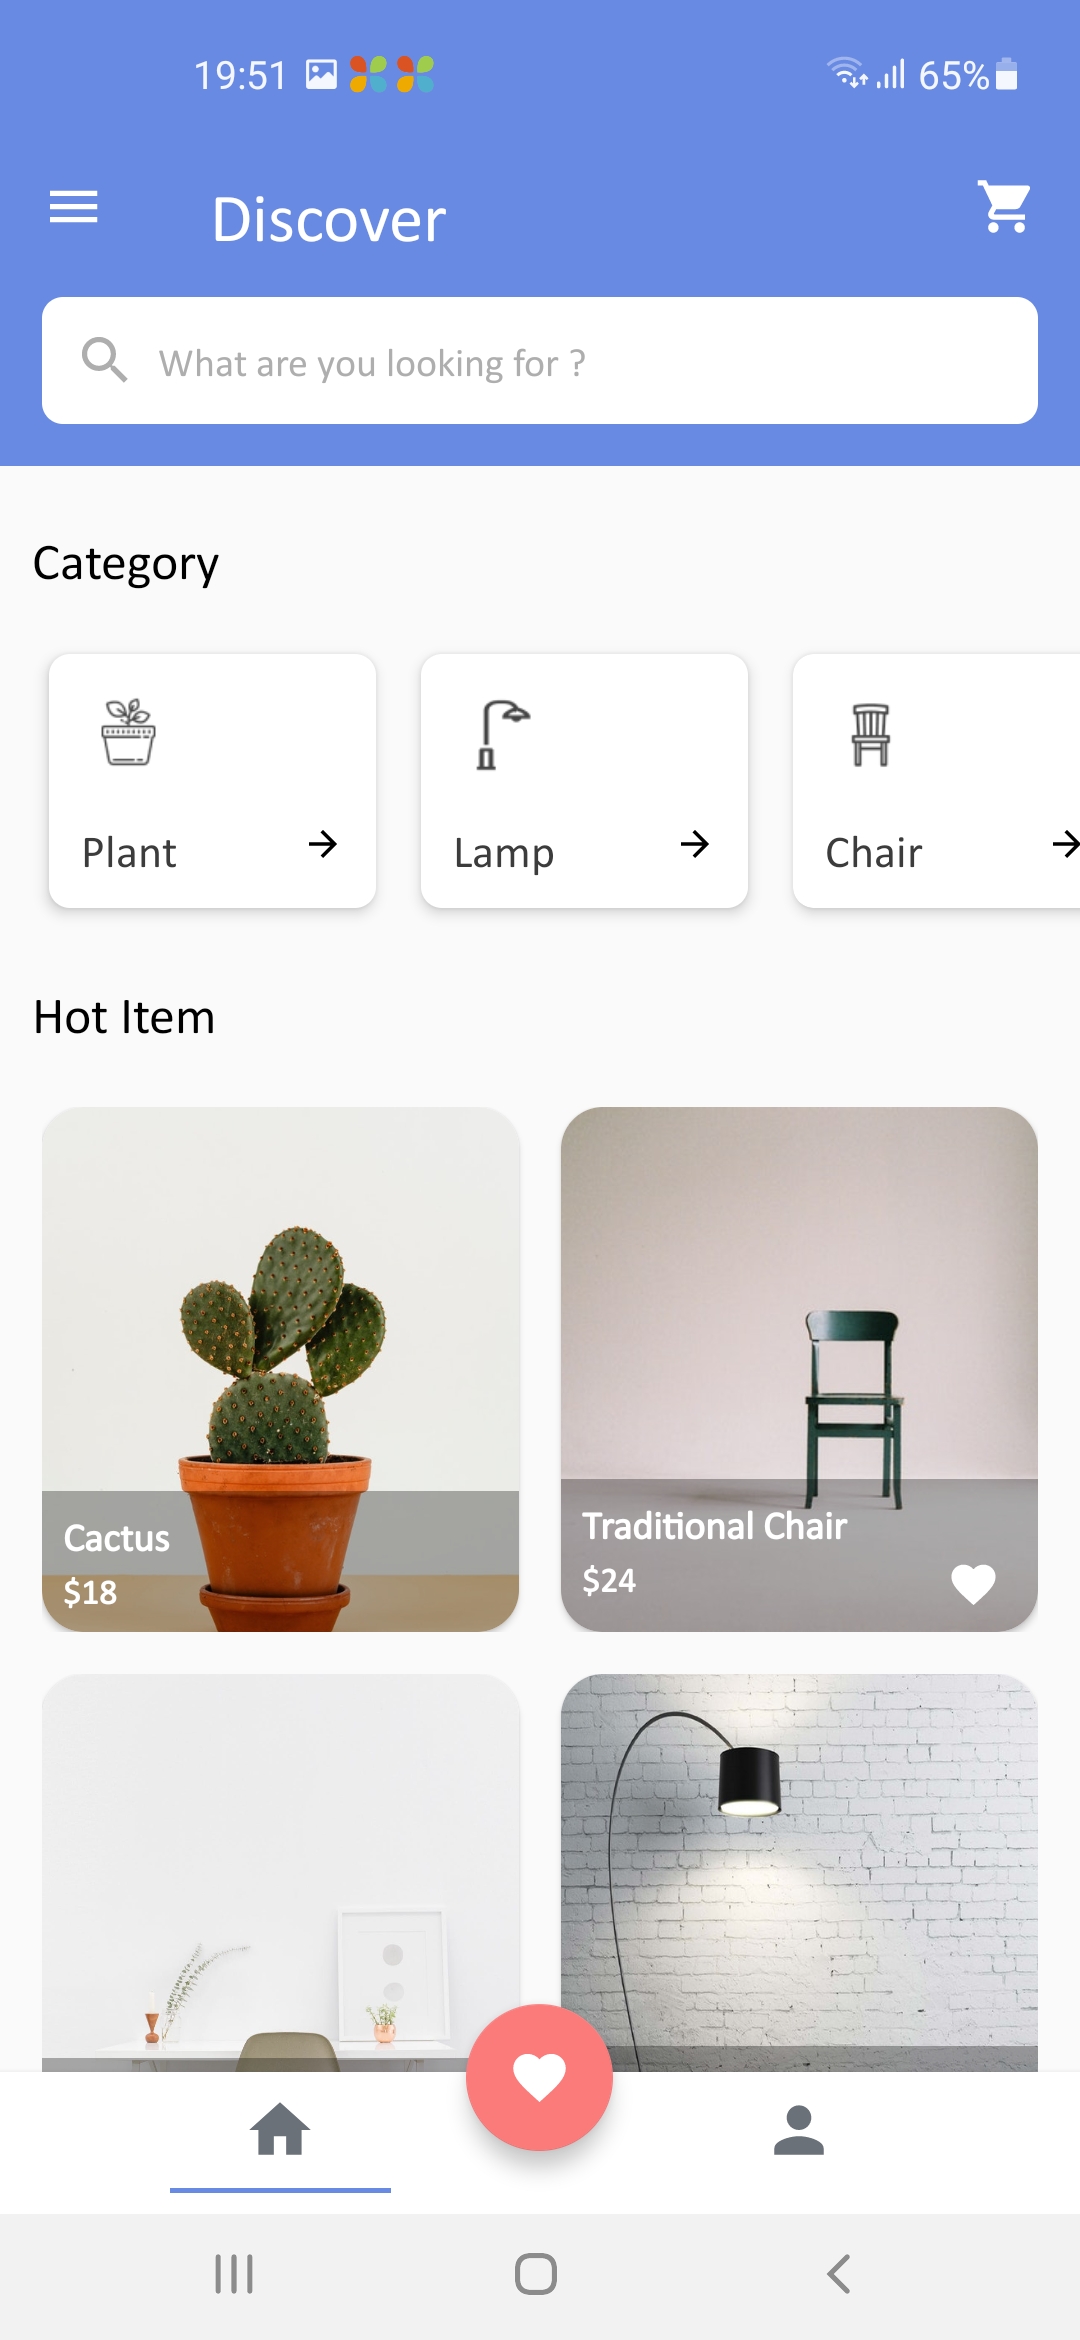 19:51
65%
Discover
What are you looking for ?
Category
Plant
Lamp
Chair
Hot Item
Cactus
$18
Traditional Chair
$24